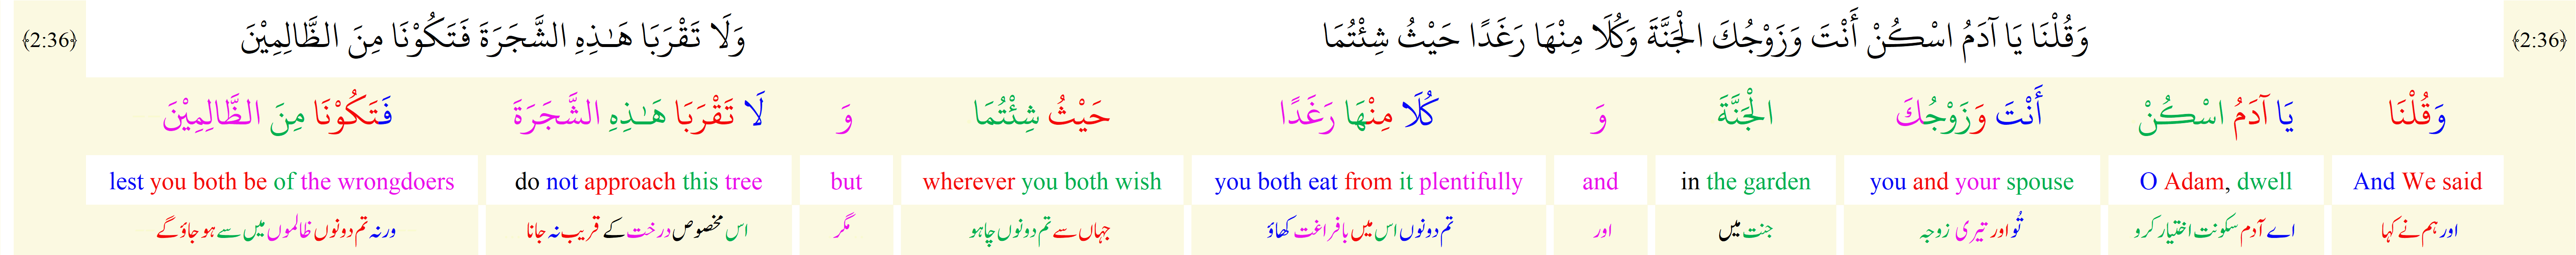 ﴿2:36﴾ وَقُلْنَا يَا آدَمُ اسْكُنْ أَنْتَ وَزَوْجُكَ الْجَنَّةَ وَكُلَا مِنْهَا رَغَدًا حَيْثُ شِئْتُمَا وَلَا تَقْرَبَا هَـٰذِهِ الشَّجَرَةَ فَتَكُوْنَا مِنَ الظَّالِمِيْنَ ﴿2:36﴾
وَقُلْنَا يَا آدَمُ اسْكُنْ أَنْتَ وَزَوْجُكَ الْجَنَّةَ وَ كُلَا مِنْهَا رَغَدًا حَيْثُ شِئْتُمَا وَ لَا تَقْرَبَا هَـٰذِهِ الشَّجَرَةَ فَتَكُوْنَا مِنَ الظَّالِمِيْنَ
lest you both be of the wrongdoers do not approach this tree but wherever you both wish you both eat from it plentifully and in the garden you and your spouse O Adam, dwell And We said
اور ہم نے کہا اے آدم سکونت اختیار کرو تُو اور تیری زوجہ جنت میں اور تم دونوں اس میں بافراغت کھاؤ جہاں سے تم دونوں چاہو مگر اس مخصوص درخت کے قریب نہ جانا ورنہ تم دونوں ظالموں میں سے ہو جاؤ گے